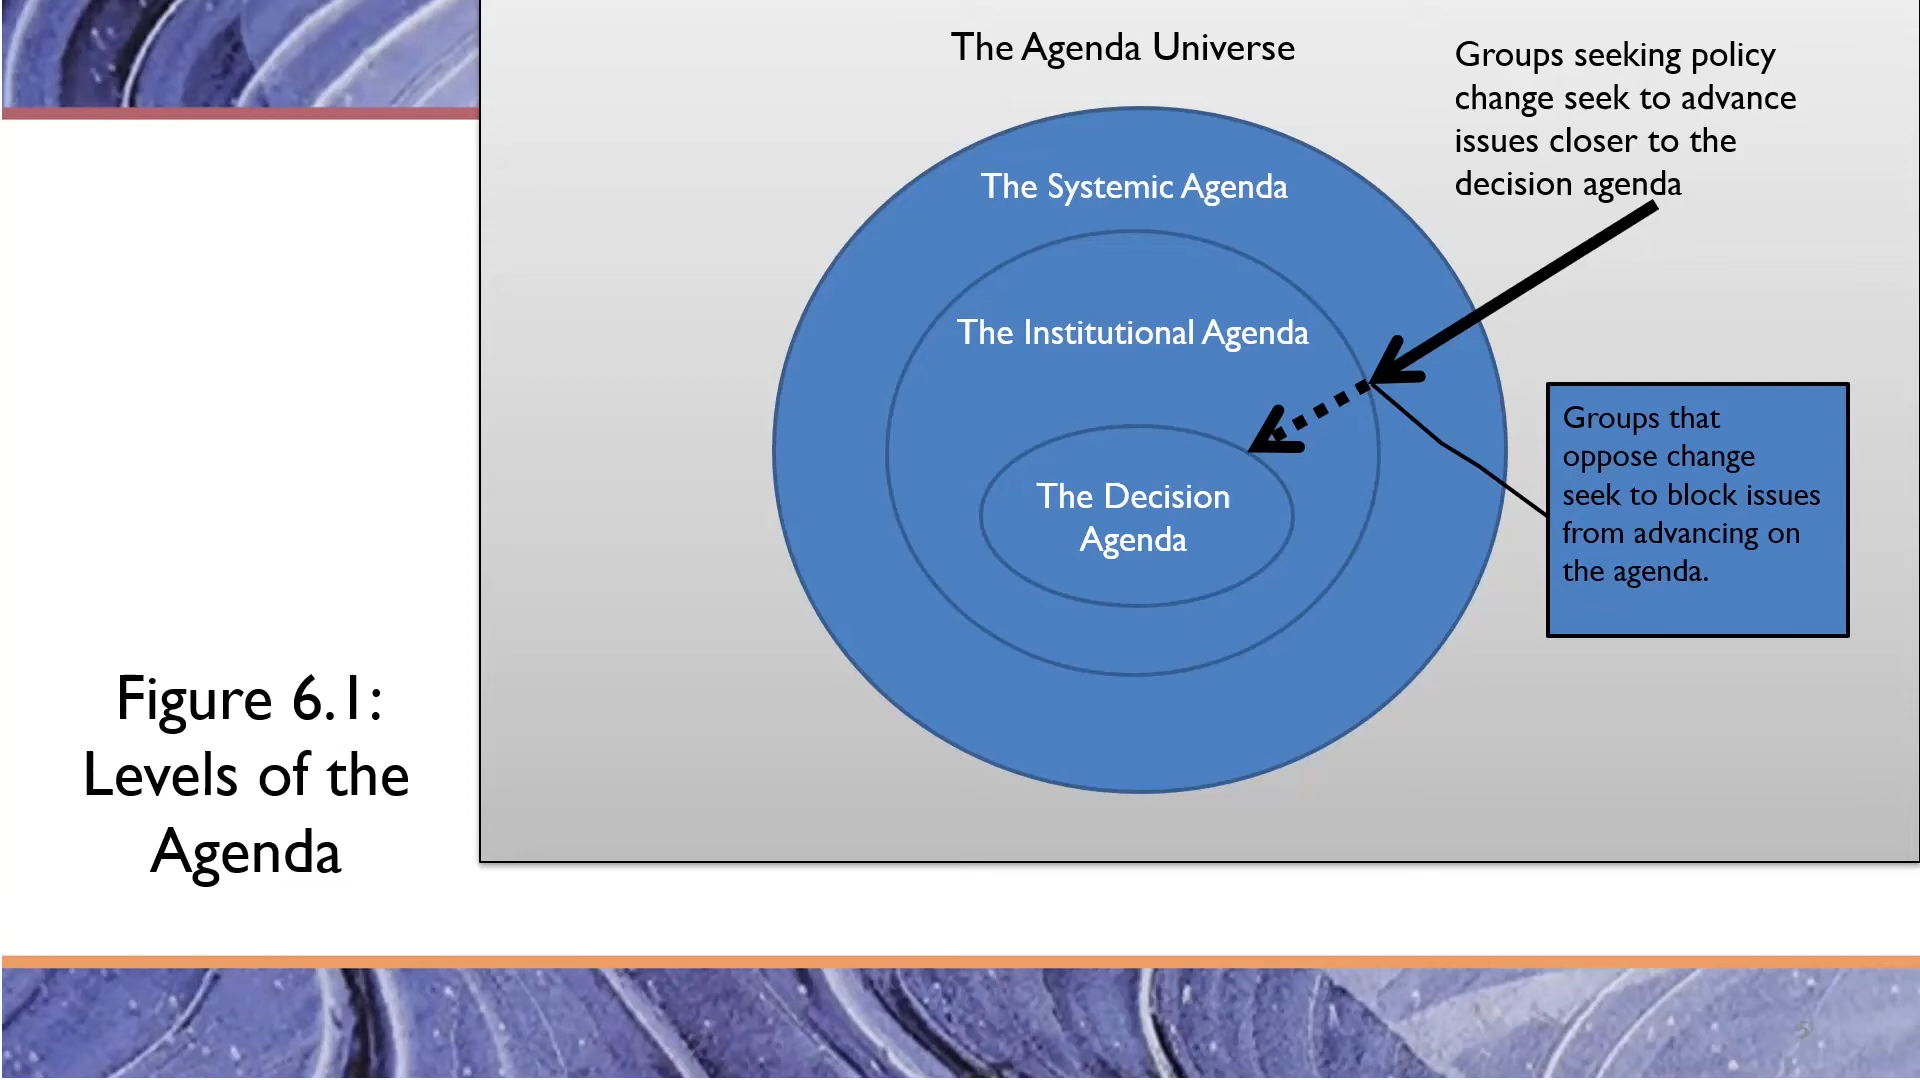 The Agenda Universe
Groups seeking policy
change seek to advance
issues closer to the
decision agenda
The Systemic Agenda
The Institutional Agenda
The Decision
Agenda
Groups that
oppose change
seek to block issues
from advancing on
the agenda.
Figure 6.1:
Levels of the
Agenda
5